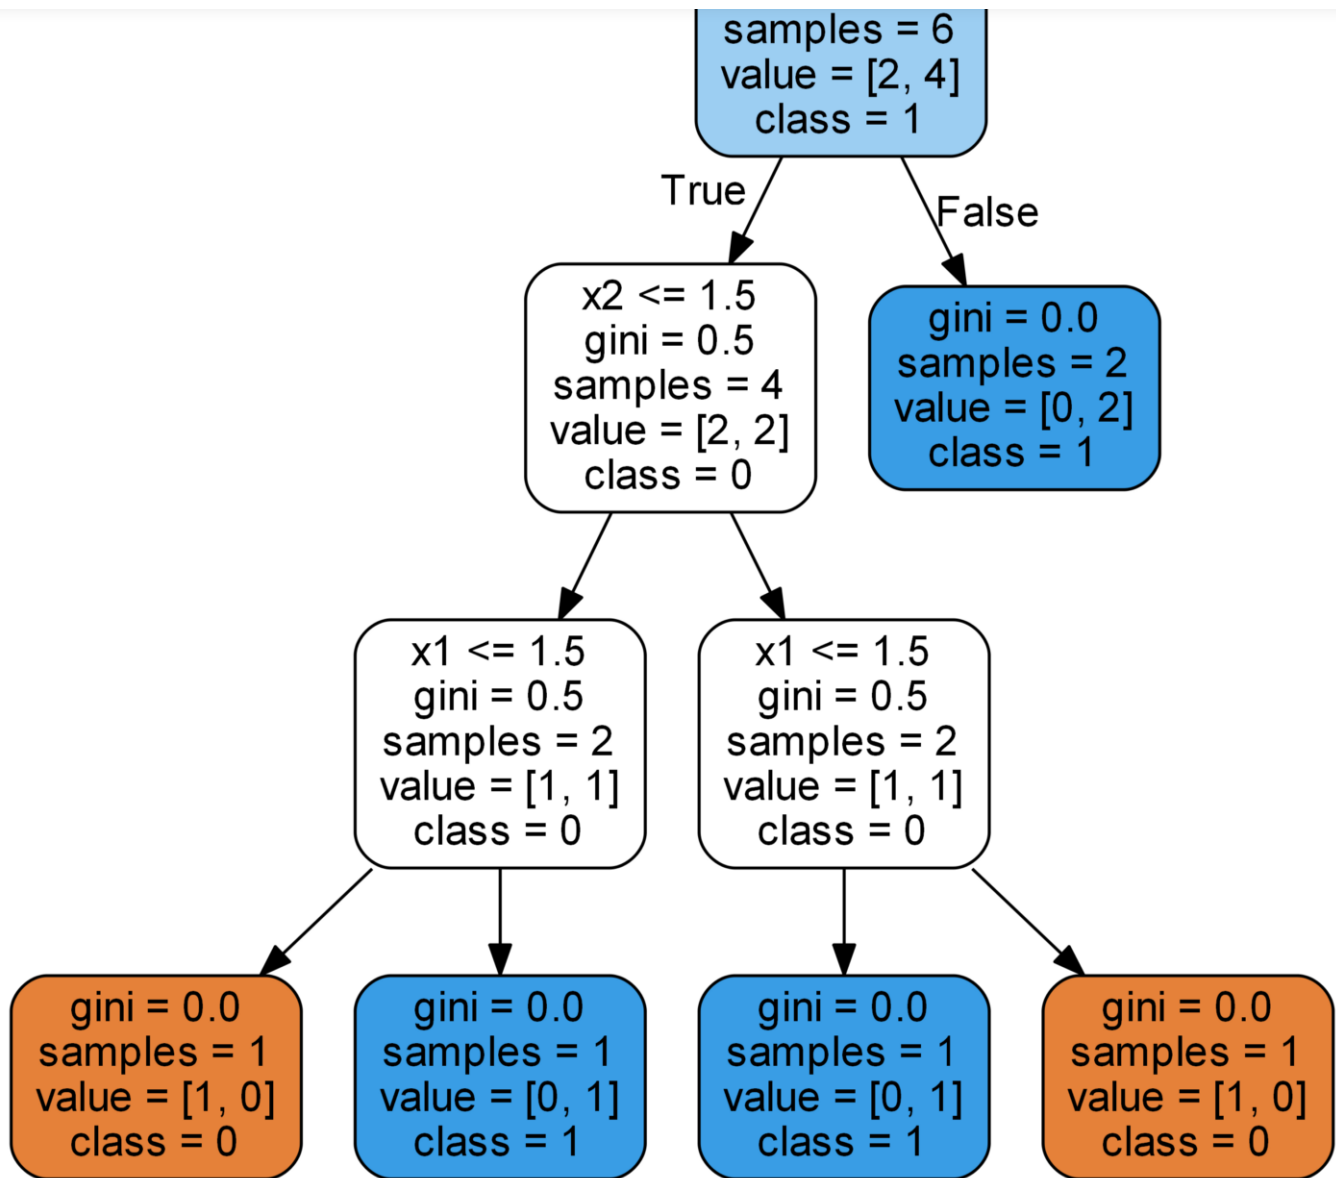 samples = 6
value = [2, 4]
class = 1
True
False
x2 <= 1.5
gini = 0.5
samples = 4
value = [2, 2]
class = 0
gini = 0.0
samples = 2
value = [0, 2]
class = 1
x1 <= 1.5
gini = 0.5
samples = 2
value = [1, 1]
class = 0
x1 <= 1.5
gini = 0.5
samples = 2
value = [1, 1]
class = 0
gini = 0.0
samples = 1
value = [1, 0]
class = 0
gini = 0.0
samples = 1
value = [0, 1]
class = 1
gini = 0.0
samples = 1
value = [0, 1]
class = 1
gini = 0.0
samples = 1
value = [1, 0]
class = 0